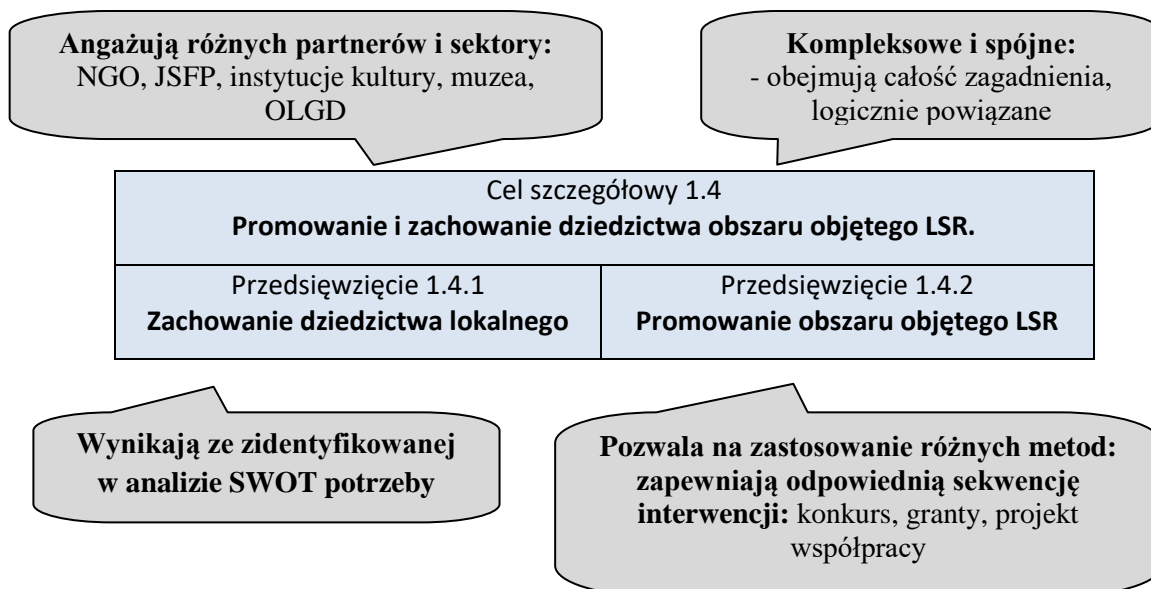 Angażują różnych partnerów i sektory:
NGO, JSFP, instytucje kultury, muzea,
OLGD
Kompleksowe i spójne:
- obejmują całość zagadnienia,
logicznie powiązane
Cel szczegółowy 1.4
Promowanie i zachowanie dziedzictwa obszaru objętego LSR.
Przedsięwzięcie 1.4.1
Zachowanie dziedzictwa lokalnego
Przedsięwzięcie 1.4.2
Promowanie obszaru objętego LSR
Wynikają ze zidentyfikowanej
w analizie SWOT potrzeby
Pozwala na zastosowanie różnych metod:
zapewniają odpowiednią sekwencję
interwencji: konkurs, granty, projekt
współpracy